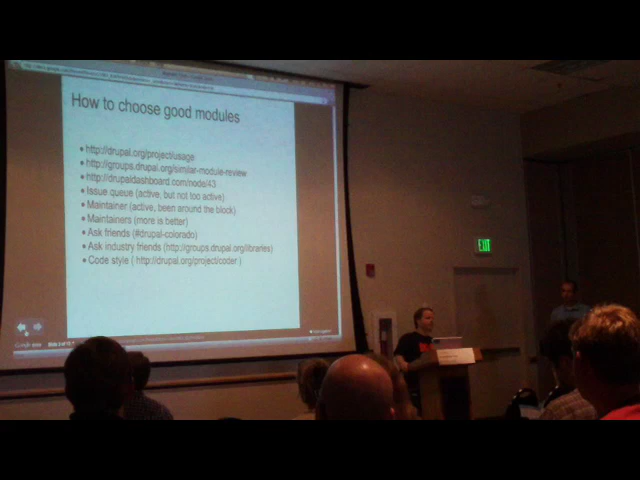 How to choose good modules
• http://drupal.org/project/usage
• http://groups.drupal.org/similar-module-review
• http://drupaldashboard.com/node/43
• Issue queue (active, but not too active)
• Maintainer (active, been around the block)
• Maintainers (more is better)
• Ask friends (#drupal-colorado)
• Ask industry friends (http://groups.drupal.org/libraries)
• Code style ( http://drupal.org/project/coder )
EXIT